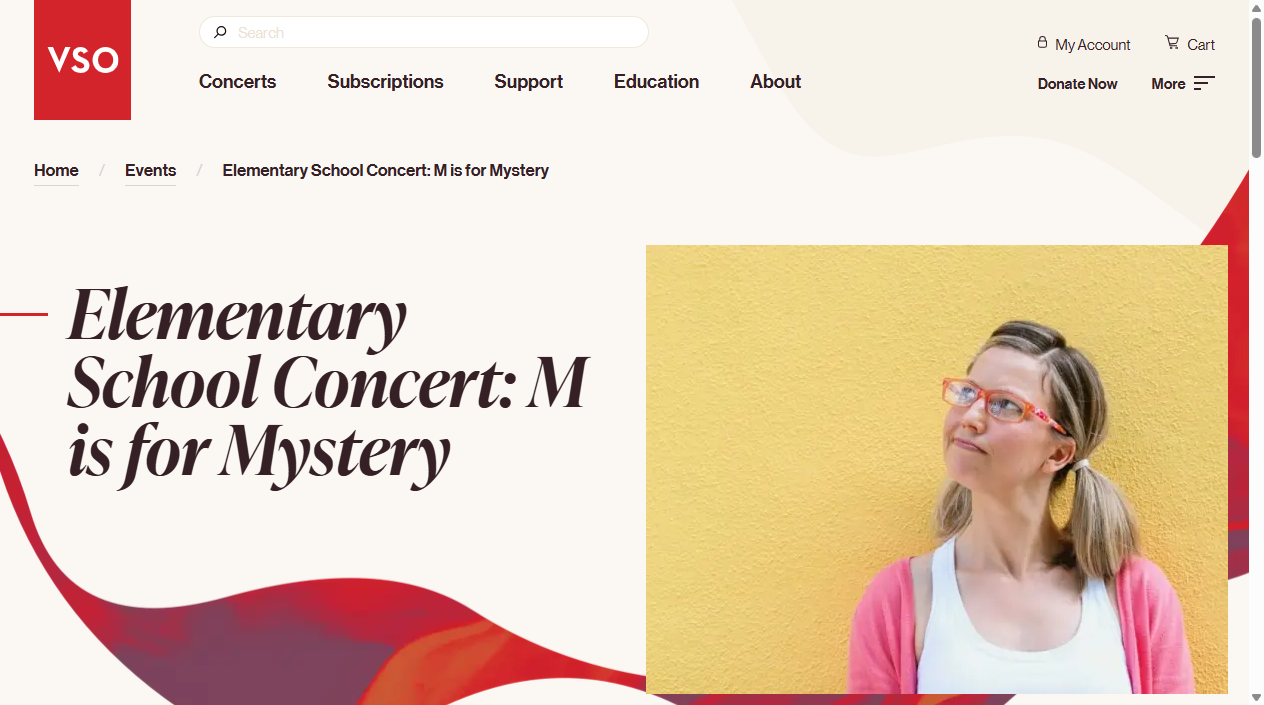 VSO
Search
My Account
Cart
Concerts
Subscriptions
Support
Education
About
Donate Now
More
Home / Events / Elementary School Concert: M is for Mystery
Elementary
School Concert: M
is for Mystery